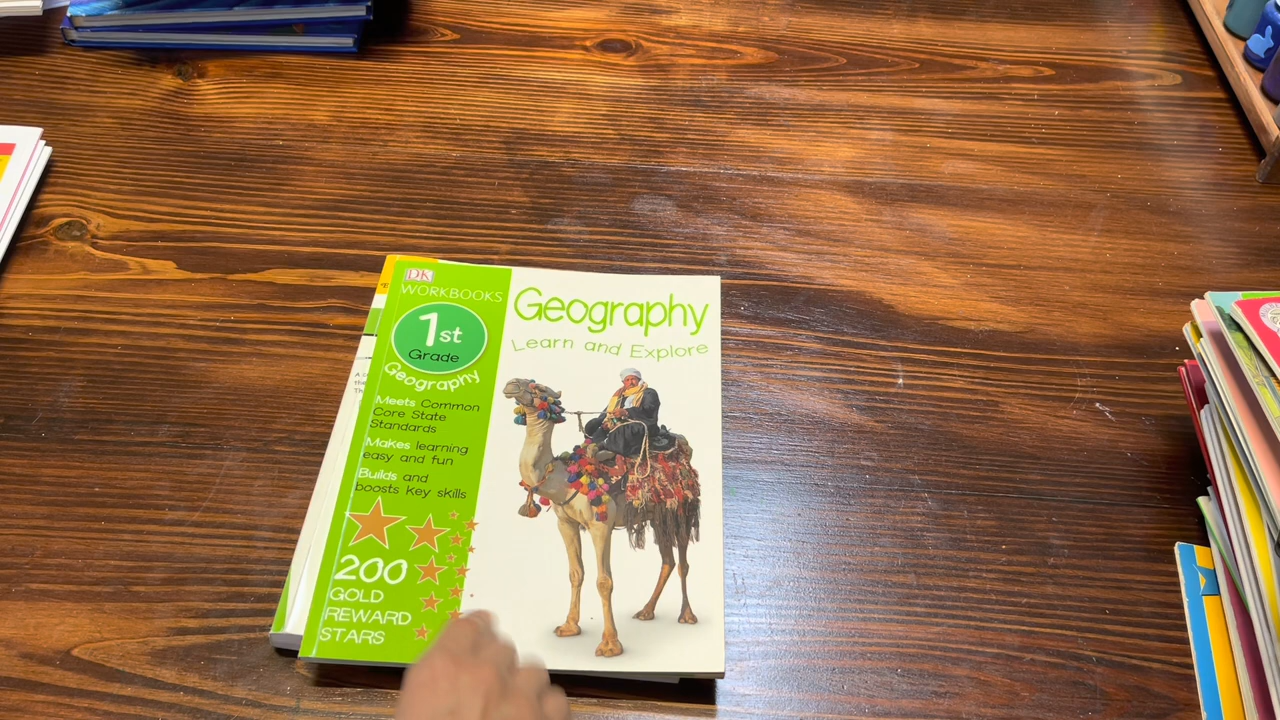 DK
WORKBOOKS
1st
Grade
Geography
Meets Common
Core State
Standards
Makes learning
easy and fun
Builds and
boosts key skills
200
GOLD
REWARD
STARS
Geography
Learn and Explore